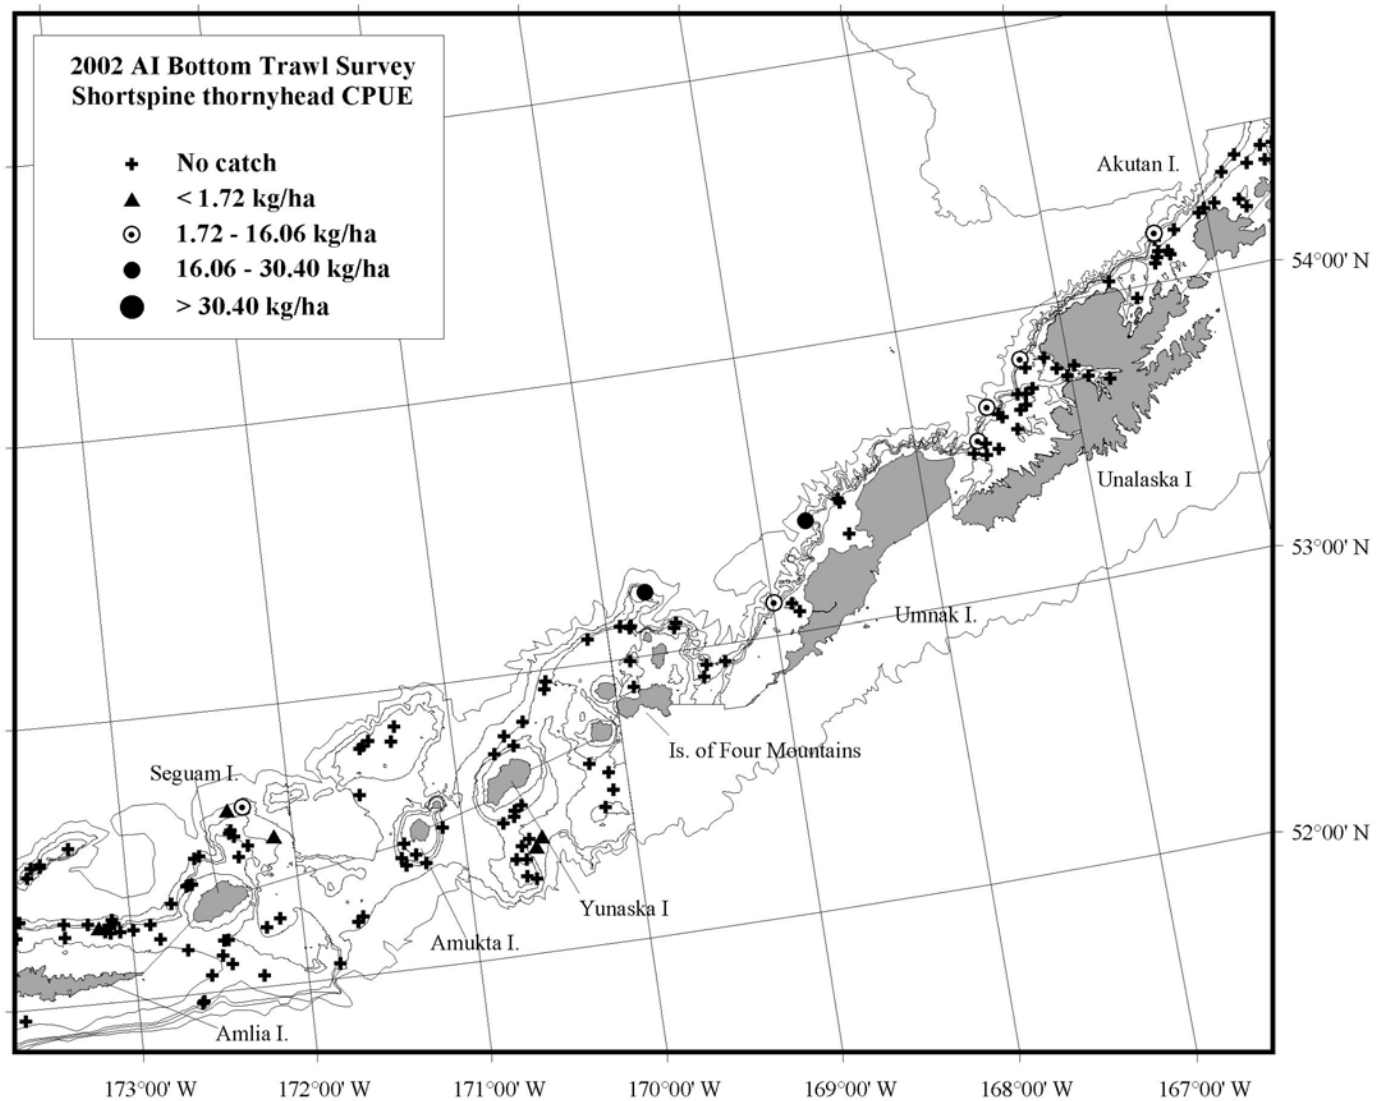 2002 AI Bottom Trawl Survey
Shortspine thornyhead CPUE
No catch
< 1.72 kg/ha
1.72 - 16.06 kg/ha
16.06 - 30.40 kg/ha
> 30.40 kg/ha
Akutan I.
54°00' N
Unalaska I
53°00' N
Umnak I.
Is. of Four Mountains
Seguam I.
52°00' N
Yunaska I
Amukta I.
Amlia I.
173°00' W 172°00' W 171°00' W 170°00' W 169°00' W 168°00' W 167°00' W